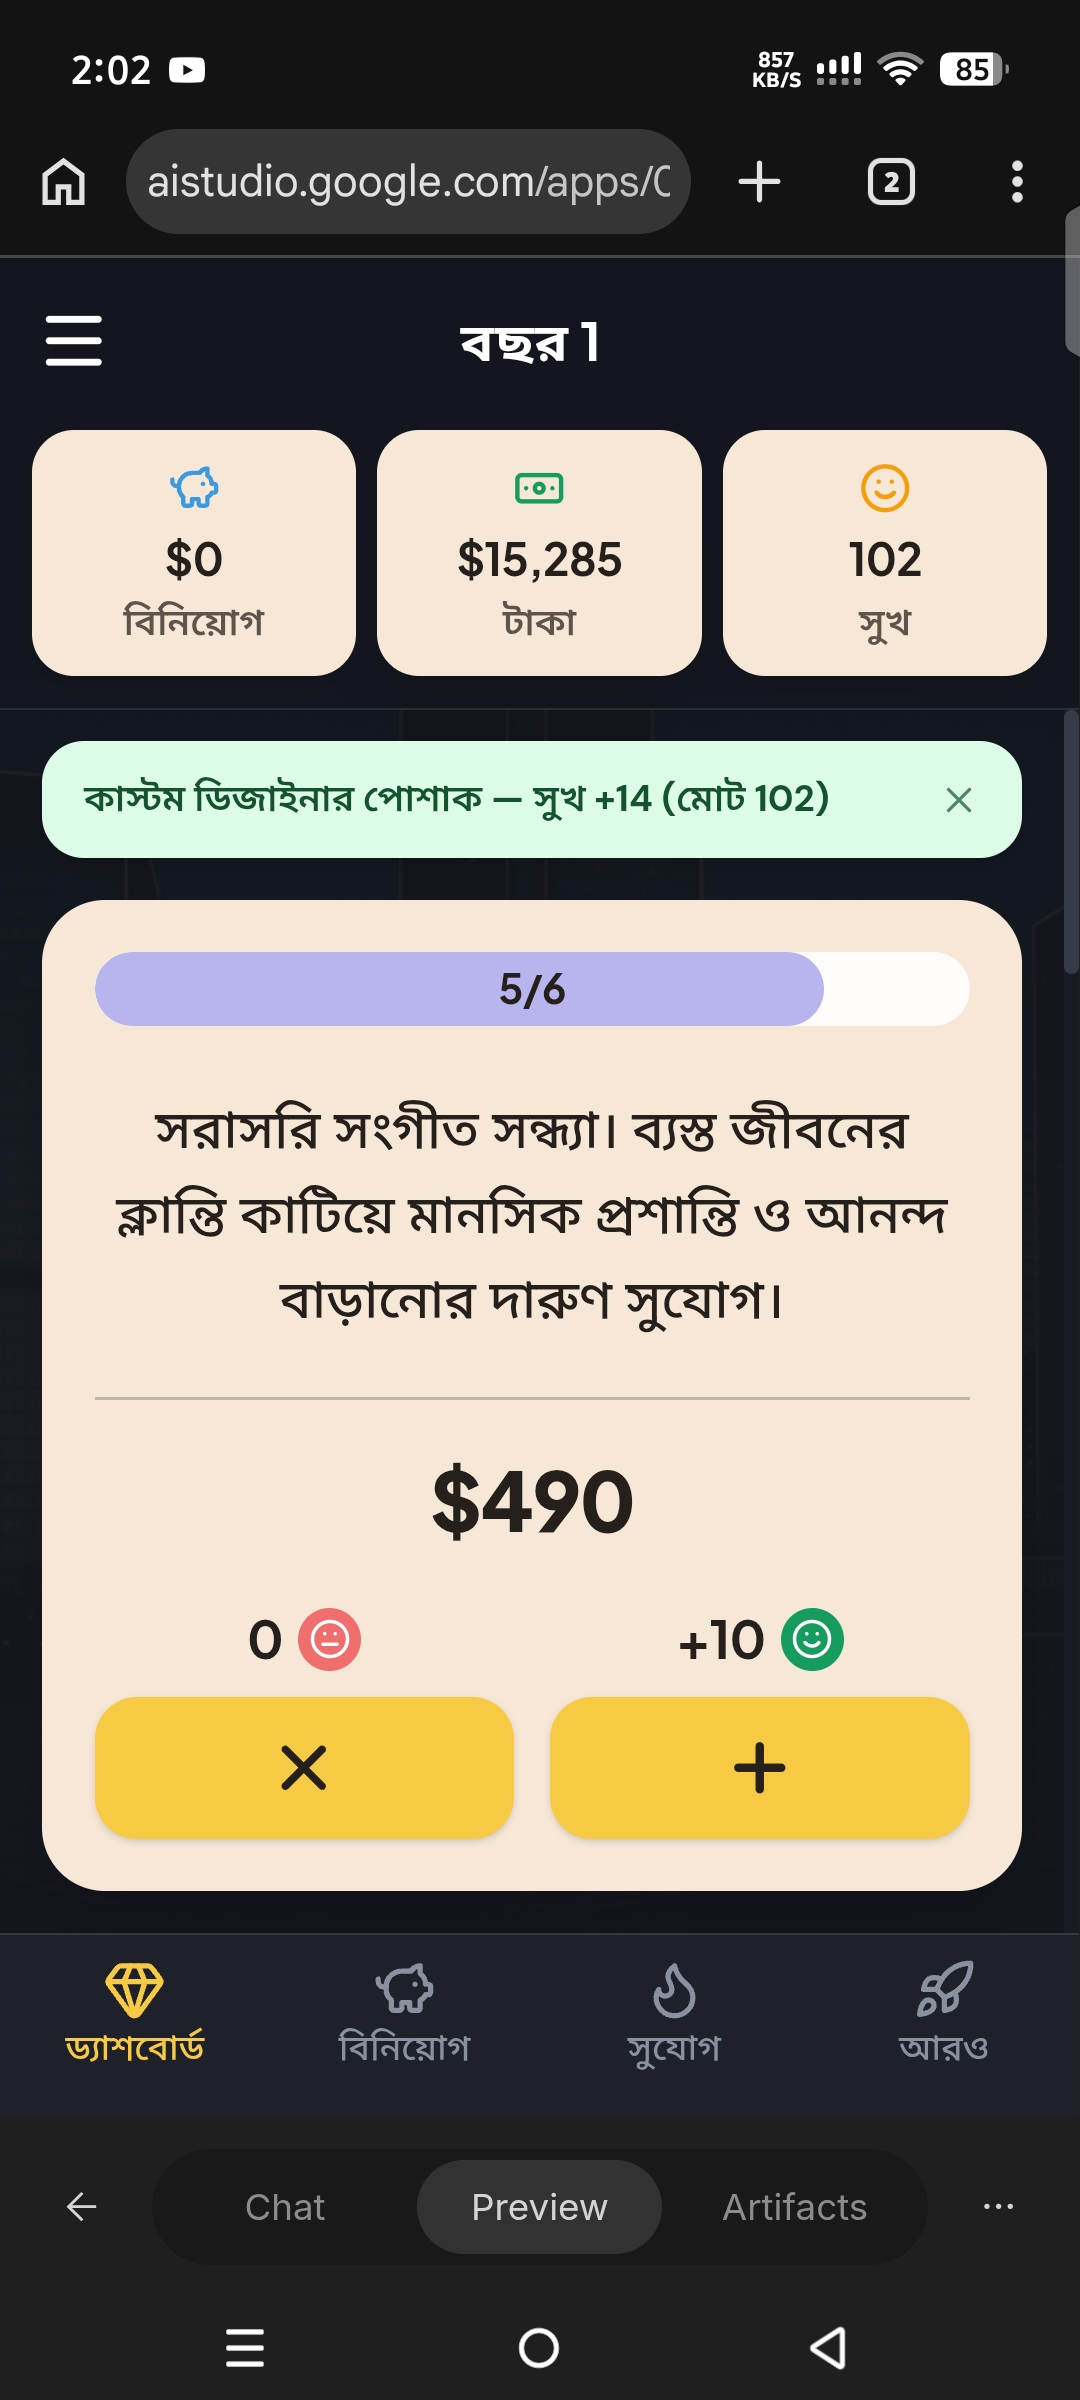 2:02
857
KB/S
85
aistudio.google.com/apps/
2
বছর 1
$0
বিনিয়োগ
$15,285
টাকা
102
সুখ
কাস্টম ডিজাইনার পোশাক — সুখ +14 (মোট 102)
5/6
সরাসরি সংগীত সন্ধ্যা। ব্যস্ত জীবনের
ক্লান্তি কাটিয়ে মানসিক প্রশান্তি ও আনন্দ
বাড়ানোর দারুণ সুযোগ।
$490
0
+10
ড্যাশবোর্ড
বিনিয়োগ
সুযোগ
আরও
Chat
Preview
Artifacts